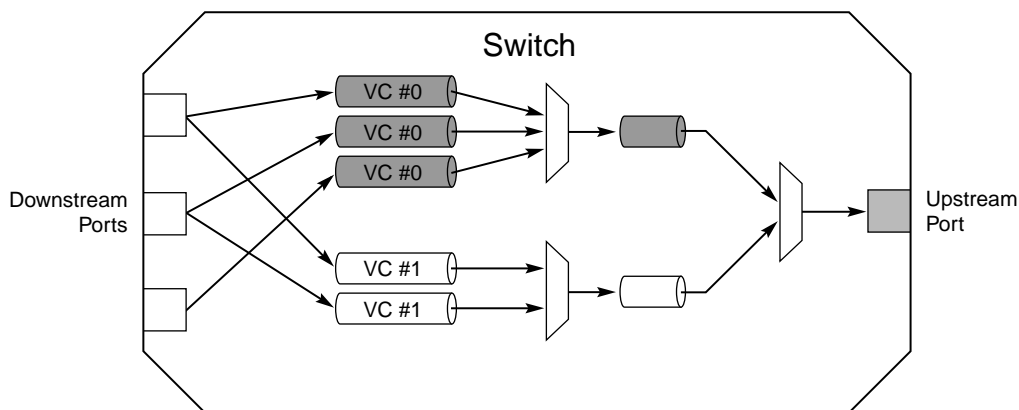 Switch
VC #0
VC #0
VC #0
Downstream
Ports
Upstream
Port
VC #1
VC #1